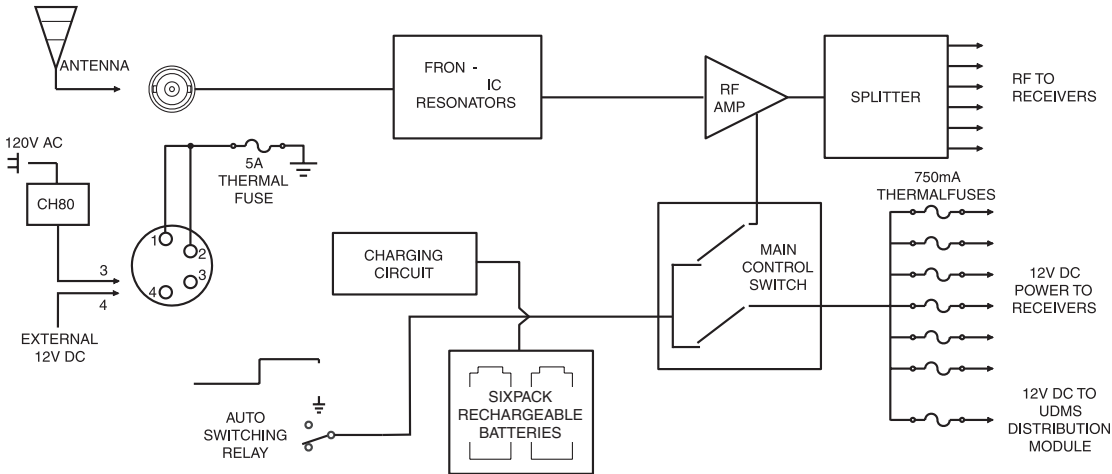 ANTENNA
FRON -
IC
RESONATORS
RF
AMP
SPLITTER
RF TO
RECEIVERS
120V AC
CH80
5A
THERMAL
FUSE
1
2
3
4
3
4
EXTERNAL
12V DC
CHARGING
CIRCUIT
MAIN
CONTROL
SWITCH
750mA
THERMALFUSES
12V DC
POWER TO
RECEIVERS
12V DC TO
UDMS
DISTRIBUTION
MODULE
AUTO
SWITCHING
RELAY
SIXPACK
RECHARGEABLE
BATTERIES